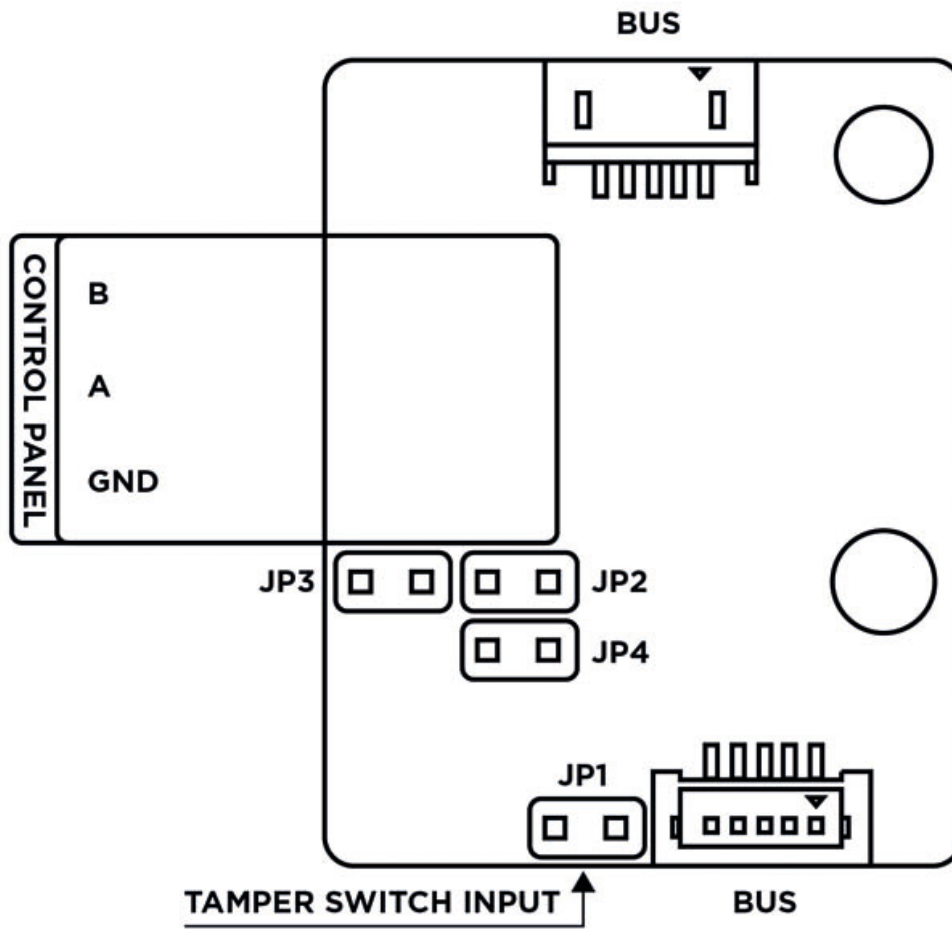 BUS
CONTROL PANEL
B
A
GND
JP3
JP2
JP4
JP1
TAMPER SWITCH INPUT
BUS